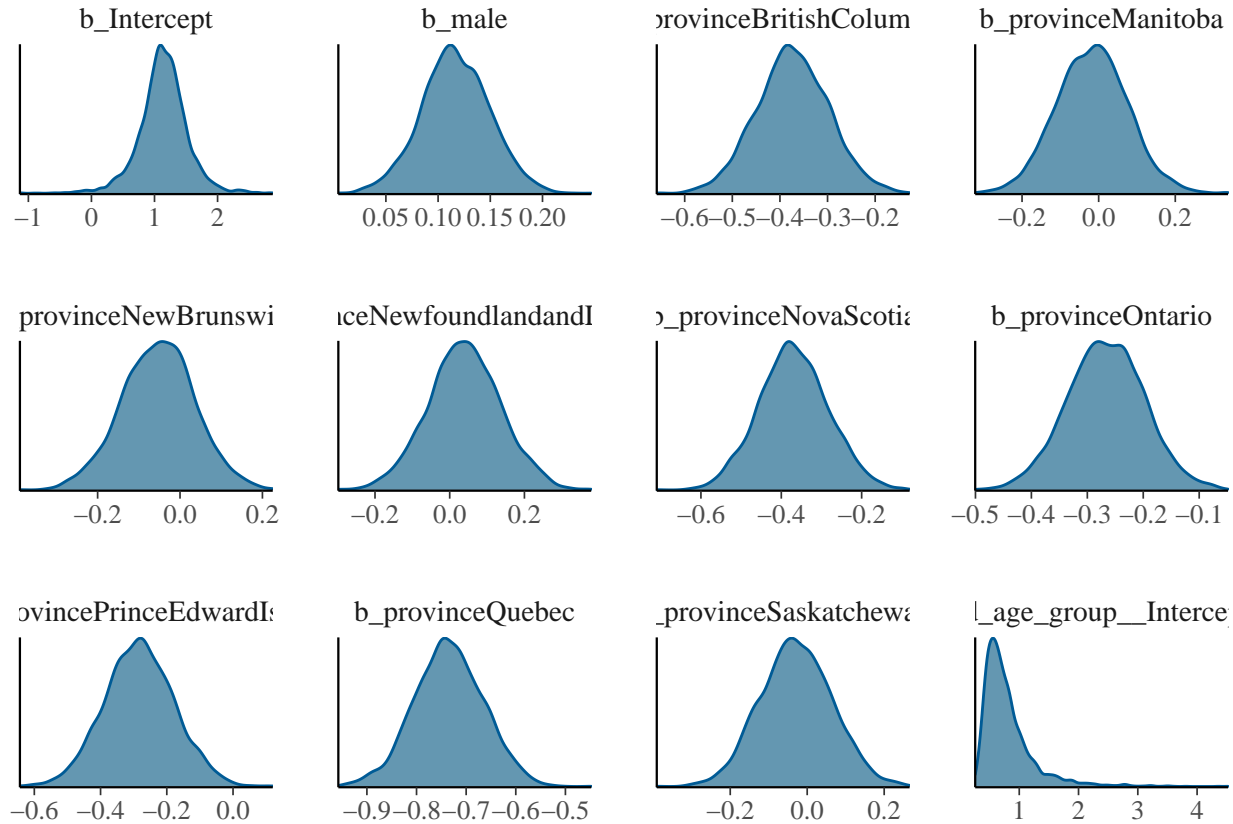 b_Intercept b_male provinceBritishColum b_provinceManitoba
−1 0 1 2 0.05 0.10 0.15 0.20 −0.6 −0.5 −0.4 −0.3 −0.2 −0.2 0.0 0.2
provinceNewBrunswi nceNewfoundlandandL b_provinceNovaScotia b_provinceOntario
−0.2 0.0 0.2 −0.2 0.0 0.2 −0.6 −0.4 −0.2 −0.5 −0.4 −0.3 −0.2 −0.1
ovincePrinceEdwardIs b_provinceQuebec _provinceSaskatchewa d_age_group__Intercep
−0.6 −0.4 −0.2 0.0 −0.9 −0.8 −0.7 −0.6 −0.5 −0.2 0.0 0.2 1 2 3 4